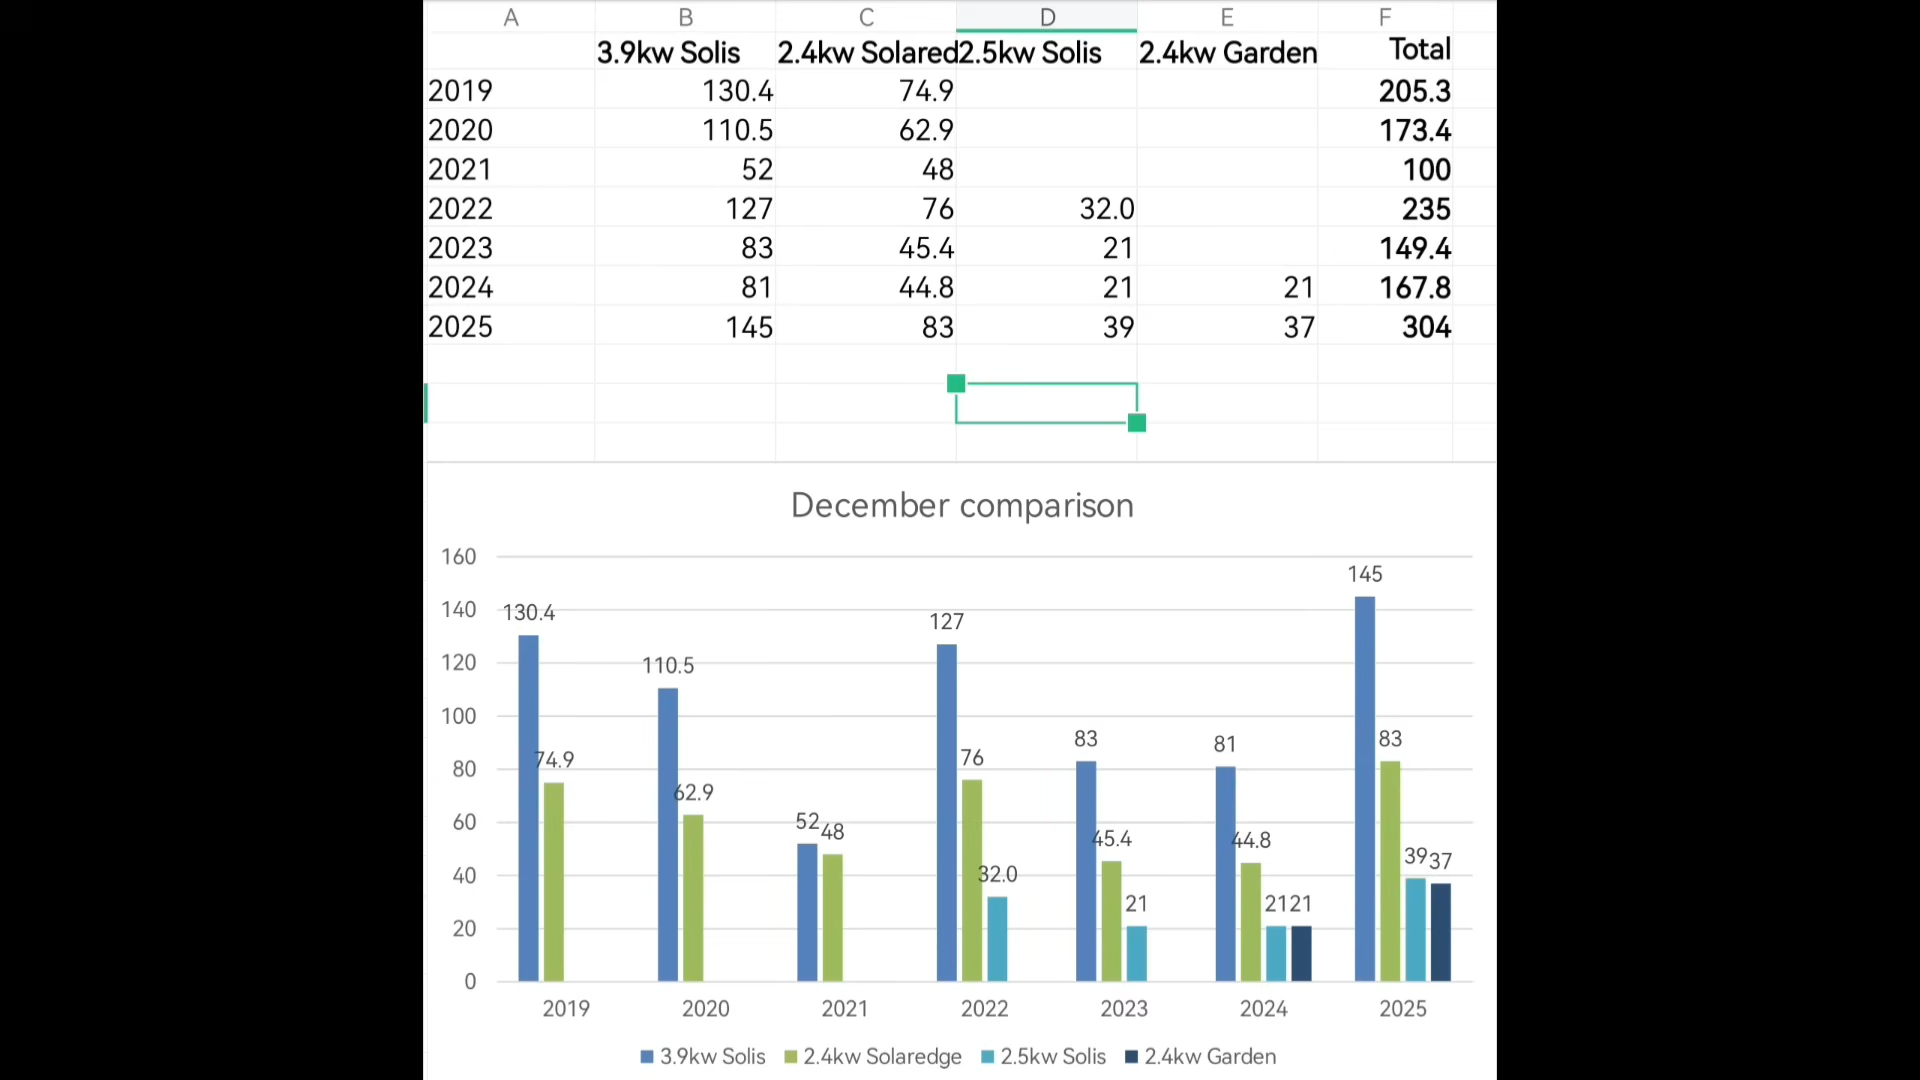 A B C D E F
3.9kw Solis 2.4kw Solared 2.5kw Solis 2.4kw Garden Total
2019 130.4 74.9 205.3
2020 110.5 62.9 173.4
2021 52 48 100
2022 127 76 32.0 235
2023 83 45.4 21 149.4
2024 81 44.8 21 21 167.8
2025 145 83 39 37 304
December comparison
160
140
120
100
80
60
40
20
0
130.4
74.9
110.5
62.9
52
48
127
76
32.0
83
45.4
21
81
44.8
21
21
145
83
39
37
2019 2020 2021 2022 2023 2024 2025
3.9kw Solis 2.4kw Solaredge 2.5kw Solis 2.4kw Garden